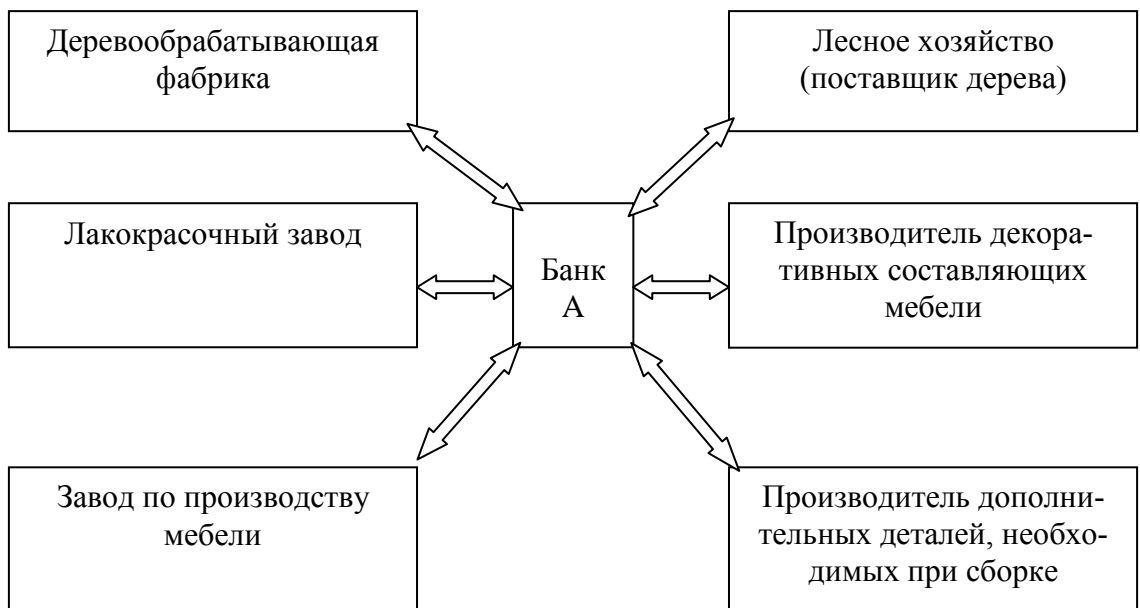 Деревообрабатывающая
фабрика
Лесное хозяйство
(поставщик дерева)
Лакокрасочный завод
Банк
А
Производитель декора-
тивных составляющих
мебели
Завод по производству
мебели
Производитель дополни-
тельных деталей, необхо-
димых при сборке